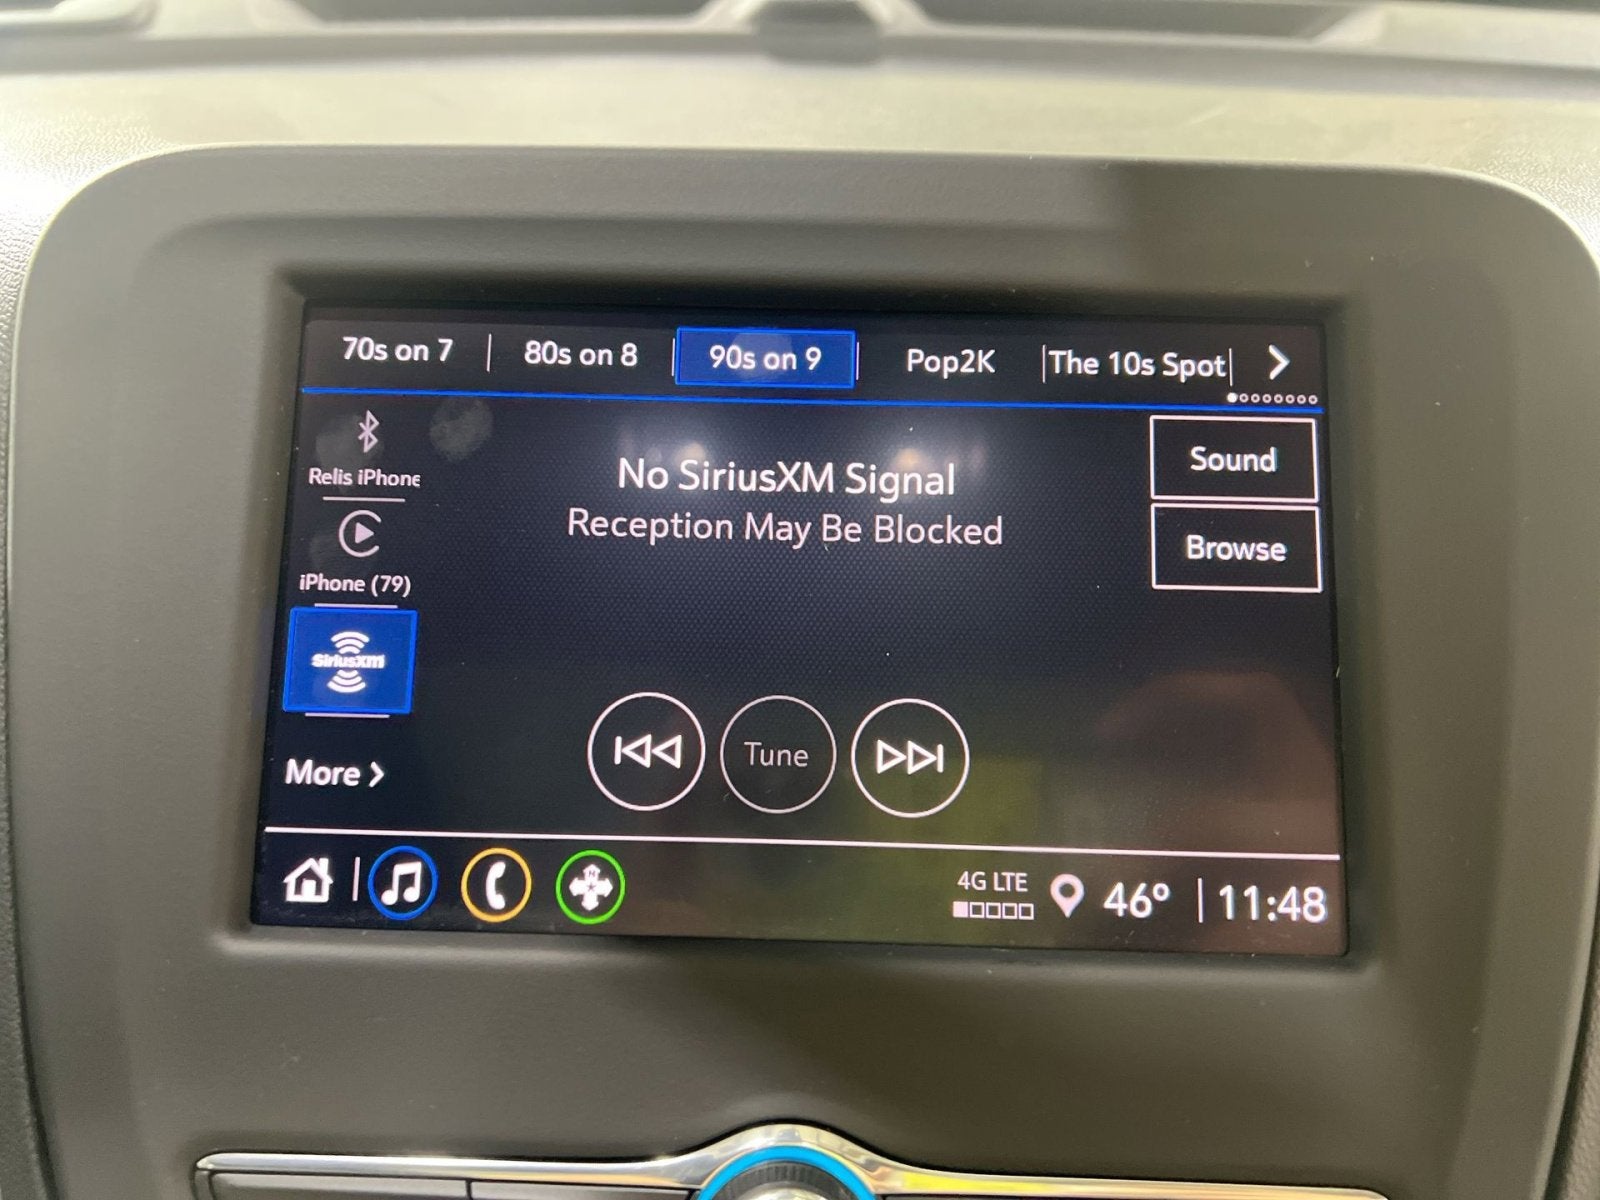 70s on 7
80s on 8
90s on 9
Pop2K
The 10s Spot
Relis iPhone
iPhone (79)
SiriusXM
More
No SiriusXM Signal
Reception May Be Blocked
Sound
Browse
Tune
N
4G LTE
46°
11:48